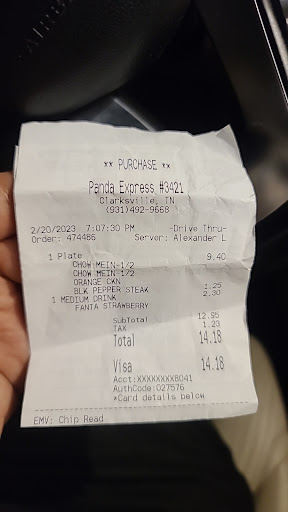 ** PURCHASE **
Panda Express #3421
Clarksville, TN
(931)492-9668
2/20/2023 7:07:30 PM -Drive Thru-
Order: 474486 Server: Alexander L
1 Plate 9.40
CHOW MEIN-1/2
CHOW MEIN-1/2
ORANGE CKN
BLK PEPPER STEAK 1.25
1 MEDIUM DRINK 2.30
FANTA STRAWBERRY
SubTotal 12.95
TAX 1.23
Total 14.18
Visa 14.18
Acct:XXXXXXXX8041
AuthCode:027576
*Card details below
EMV: Chip Read